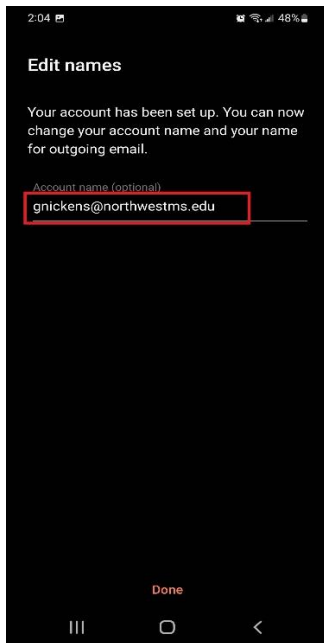 2:04 48%
Edit names
Your account has been set up. You can now
change your account name and your name
for outgoing email.
Account name (optional)
gnickens@northwestms.edu
Done